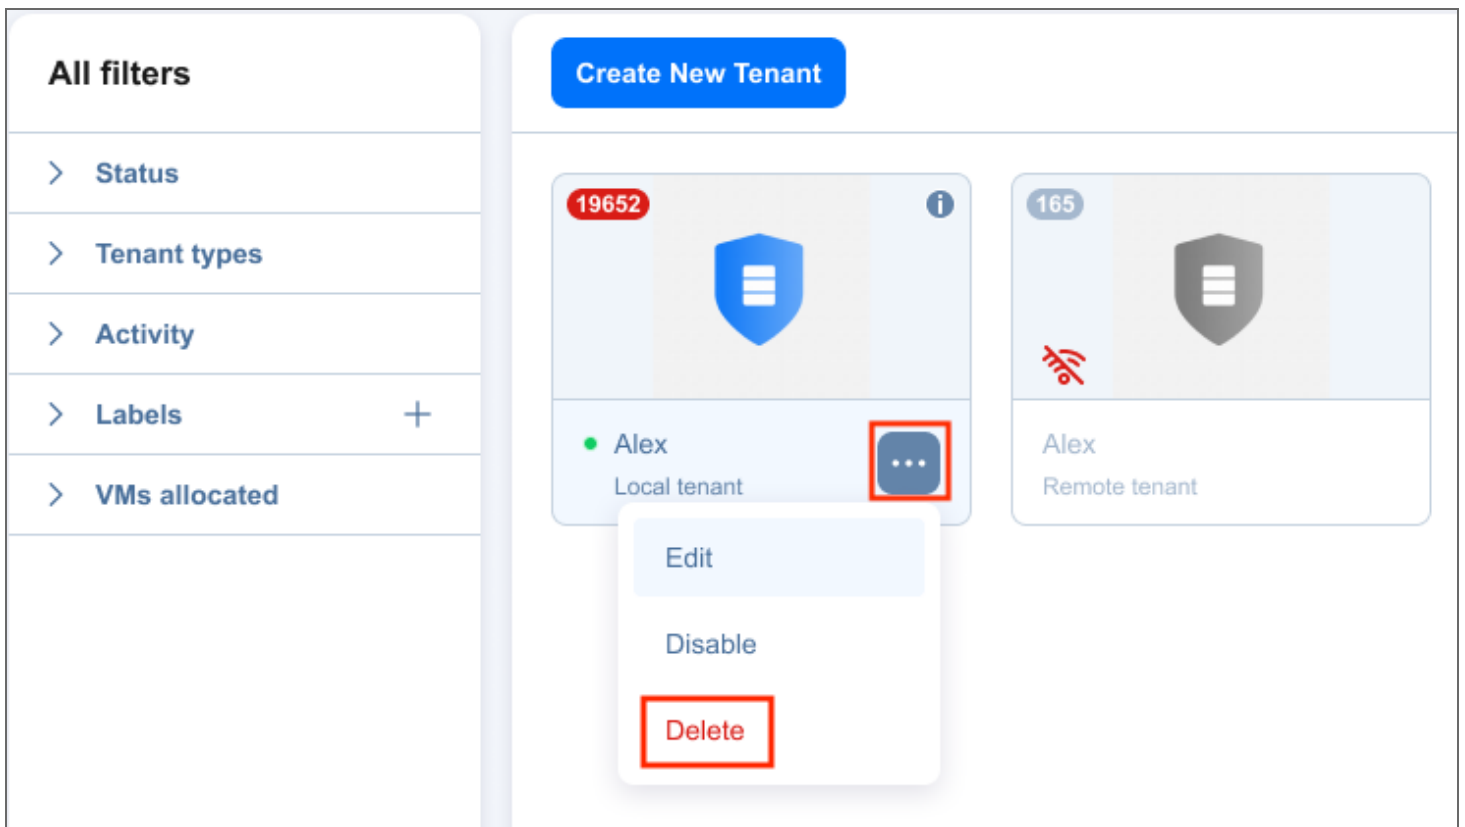 All filters
Status
Tenant types
Activity
Labels
VMs allocated
Create New Tenant
19652
Alex
Local tenant
Edit
Disable
Delete
165
Alex
Remote tenant